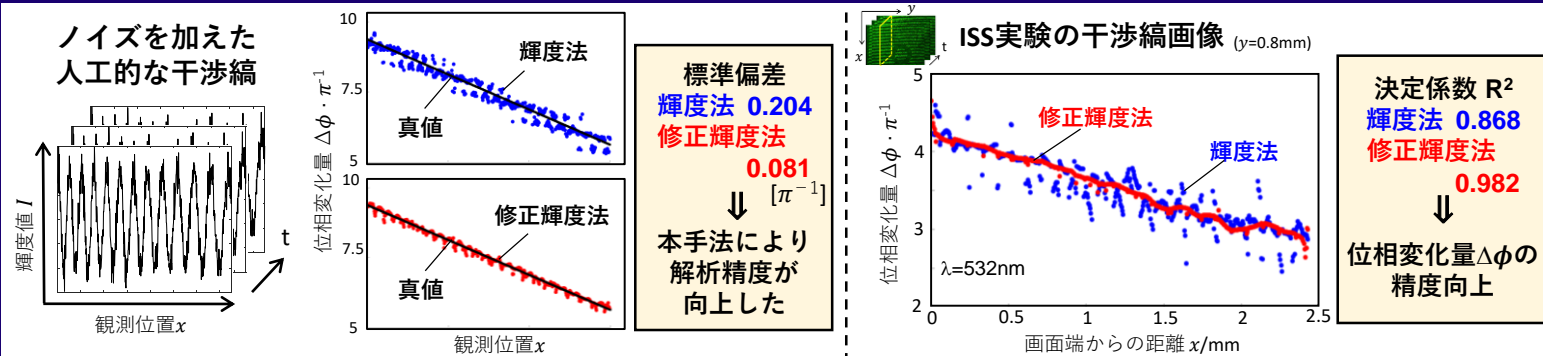 ノイズを加えた
人工的な干渉縞
輝度値 I
t
観測位置x
位相変化量 Δϕ・π⁻¹
10
7.5
5
輝度法
真値
10
7.5
5
修正輝度法
真値
観測位置x
標準偏差
輝度法 0.204
修正輝度法
0.081
[π⁻¹]
⇓
本手法により
解析精度が
向上した
y
x
t
ISS実験の干渉縞画像 (y=0.8mm)
位相変化量 Δϕ・π⁻¹
5
4
3
2
修正輝度法
輝度法
λ=532nm
0 0.5 1 1.5 2 2.5
画面端からの距離 x/mm
決定係数 R²
輝度法 0.868
修正輝度法
0.982
⇓
位相変化量Δϕの
精度向上